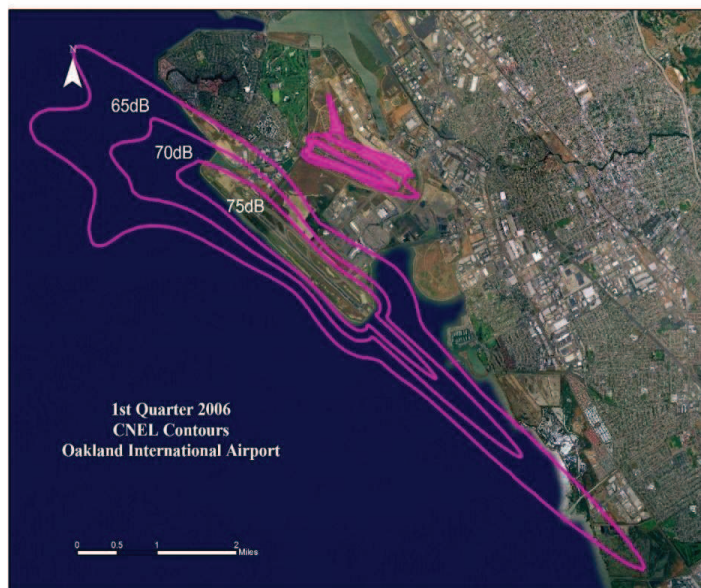 N
65dB
70dB
75dB
1st Quarter 2006
CNEL Contours
Oakland International Airport
0 0.5 1 2
Miles